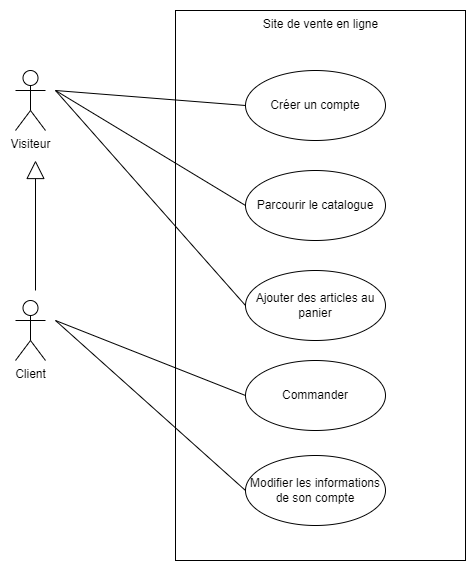 Site de vente en ligne
Créer un compte
Visiteur
Parcourir le catalogue
Ajouter des articles au
panier
Client
Commander
Modifier les informations
de son compte